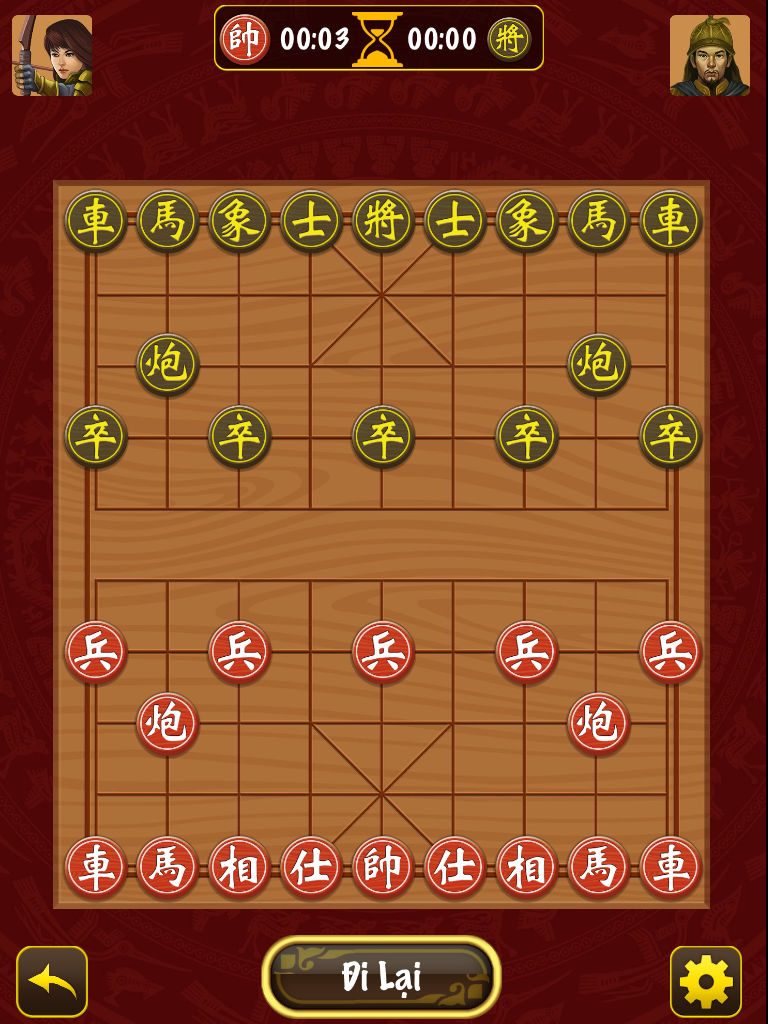 帥 00:03 00:00 將
車馬象士將士象馬車
炮 炮
卒 卒 卒 卒 卒
兵 兵 兵 兵 兵
炮 炮
車馬相仕帥仕相馬車
Đi Lại